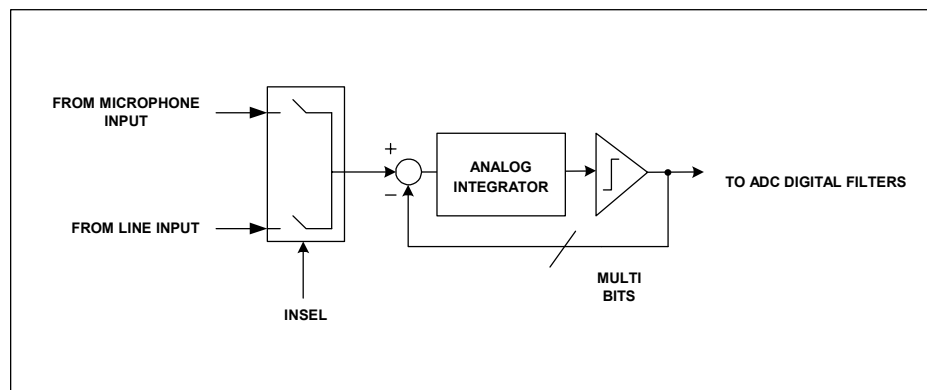 FROM MICROPHONE
INPUT
+
−
ANALOG
INTEGRATOR
TO ADC DIGITAL FILTERS
FROM LINE INPUT
MULTI
BITS
INSEL